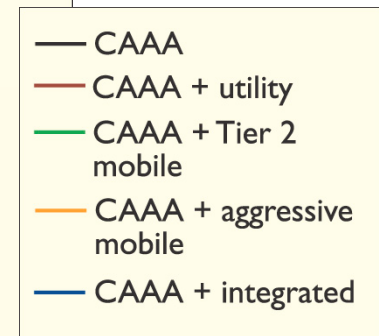 CAAA
CAAA + utility
CAAA + Tier 2
mobile
CAAA + aggressive
mobile
CAAA + integrated